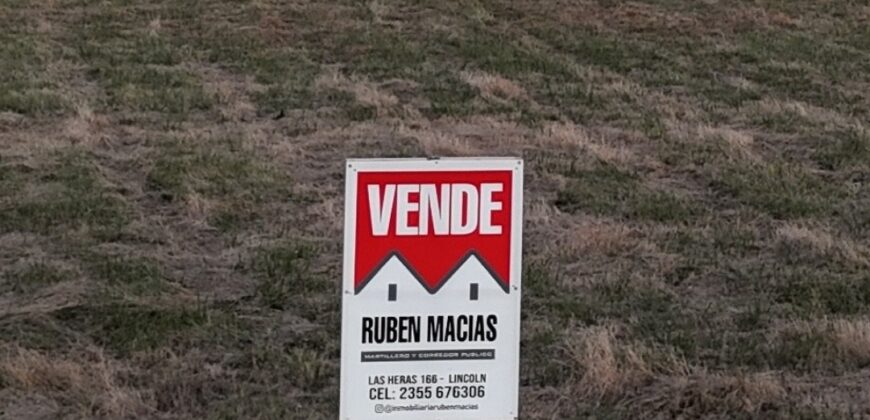 VENDE
RUBEN MACIAS
MARTILLERO Y CORREDOR PUBLICO
LAS HERAS 166 - LINCOLN
CEL: 2355 676306
@inmobiliariarubenmacias